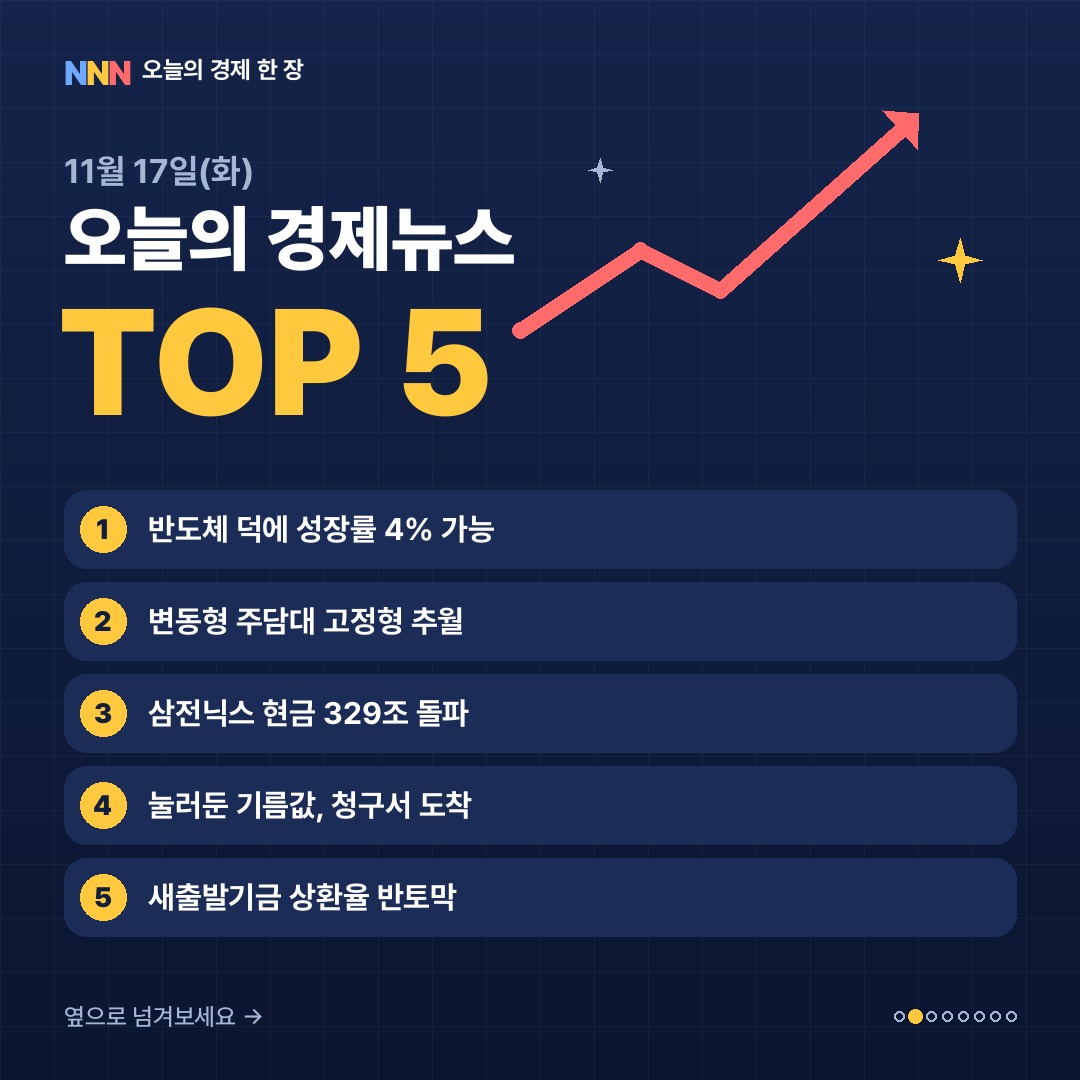 NNN 오늘의 경제 한 장
11월 17일(화)
오늘의 경제뉴스
TOP 5
1 반도체 덕에 성장률 4% 가능
2 변동형 주담대 고정형 추월
3 삼전닉스 현금 329조 돌파
4 눌러둔 기름값, 청구서 도착
5 새출발기금 상환율 반토막
옆으로 넘겨보세요 →